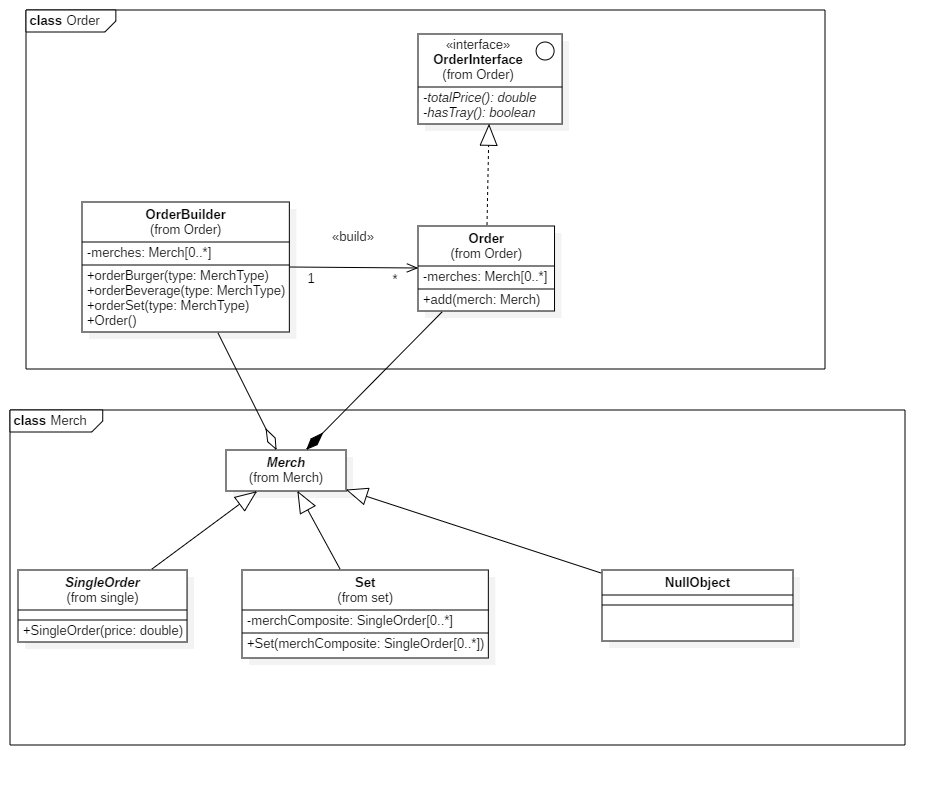 class Order
«interface»
OrderInterface
(from Order)
-totalPrice(): double
-hasTray(): boolean
OrderBuilder
(from Order)
-merches: Merch[0..*]
+orderBurger(type: MerchType)
+orderBeverage(type: MerchType)
+orderSet(type: MerchType)
+Order()
«build»
1
*
Order
(from Order)
-merches: Merch[0..*]
+add(merch: Merch)
class Merch
Merch
(from Merch)
SingleOrder
(from single)
+SingleOrder(price: double)
Set
(from set)
-merchComposite: SingleOrder[0..*]
+Set(merchComposite: SingleOrder[0..*])
NullObject